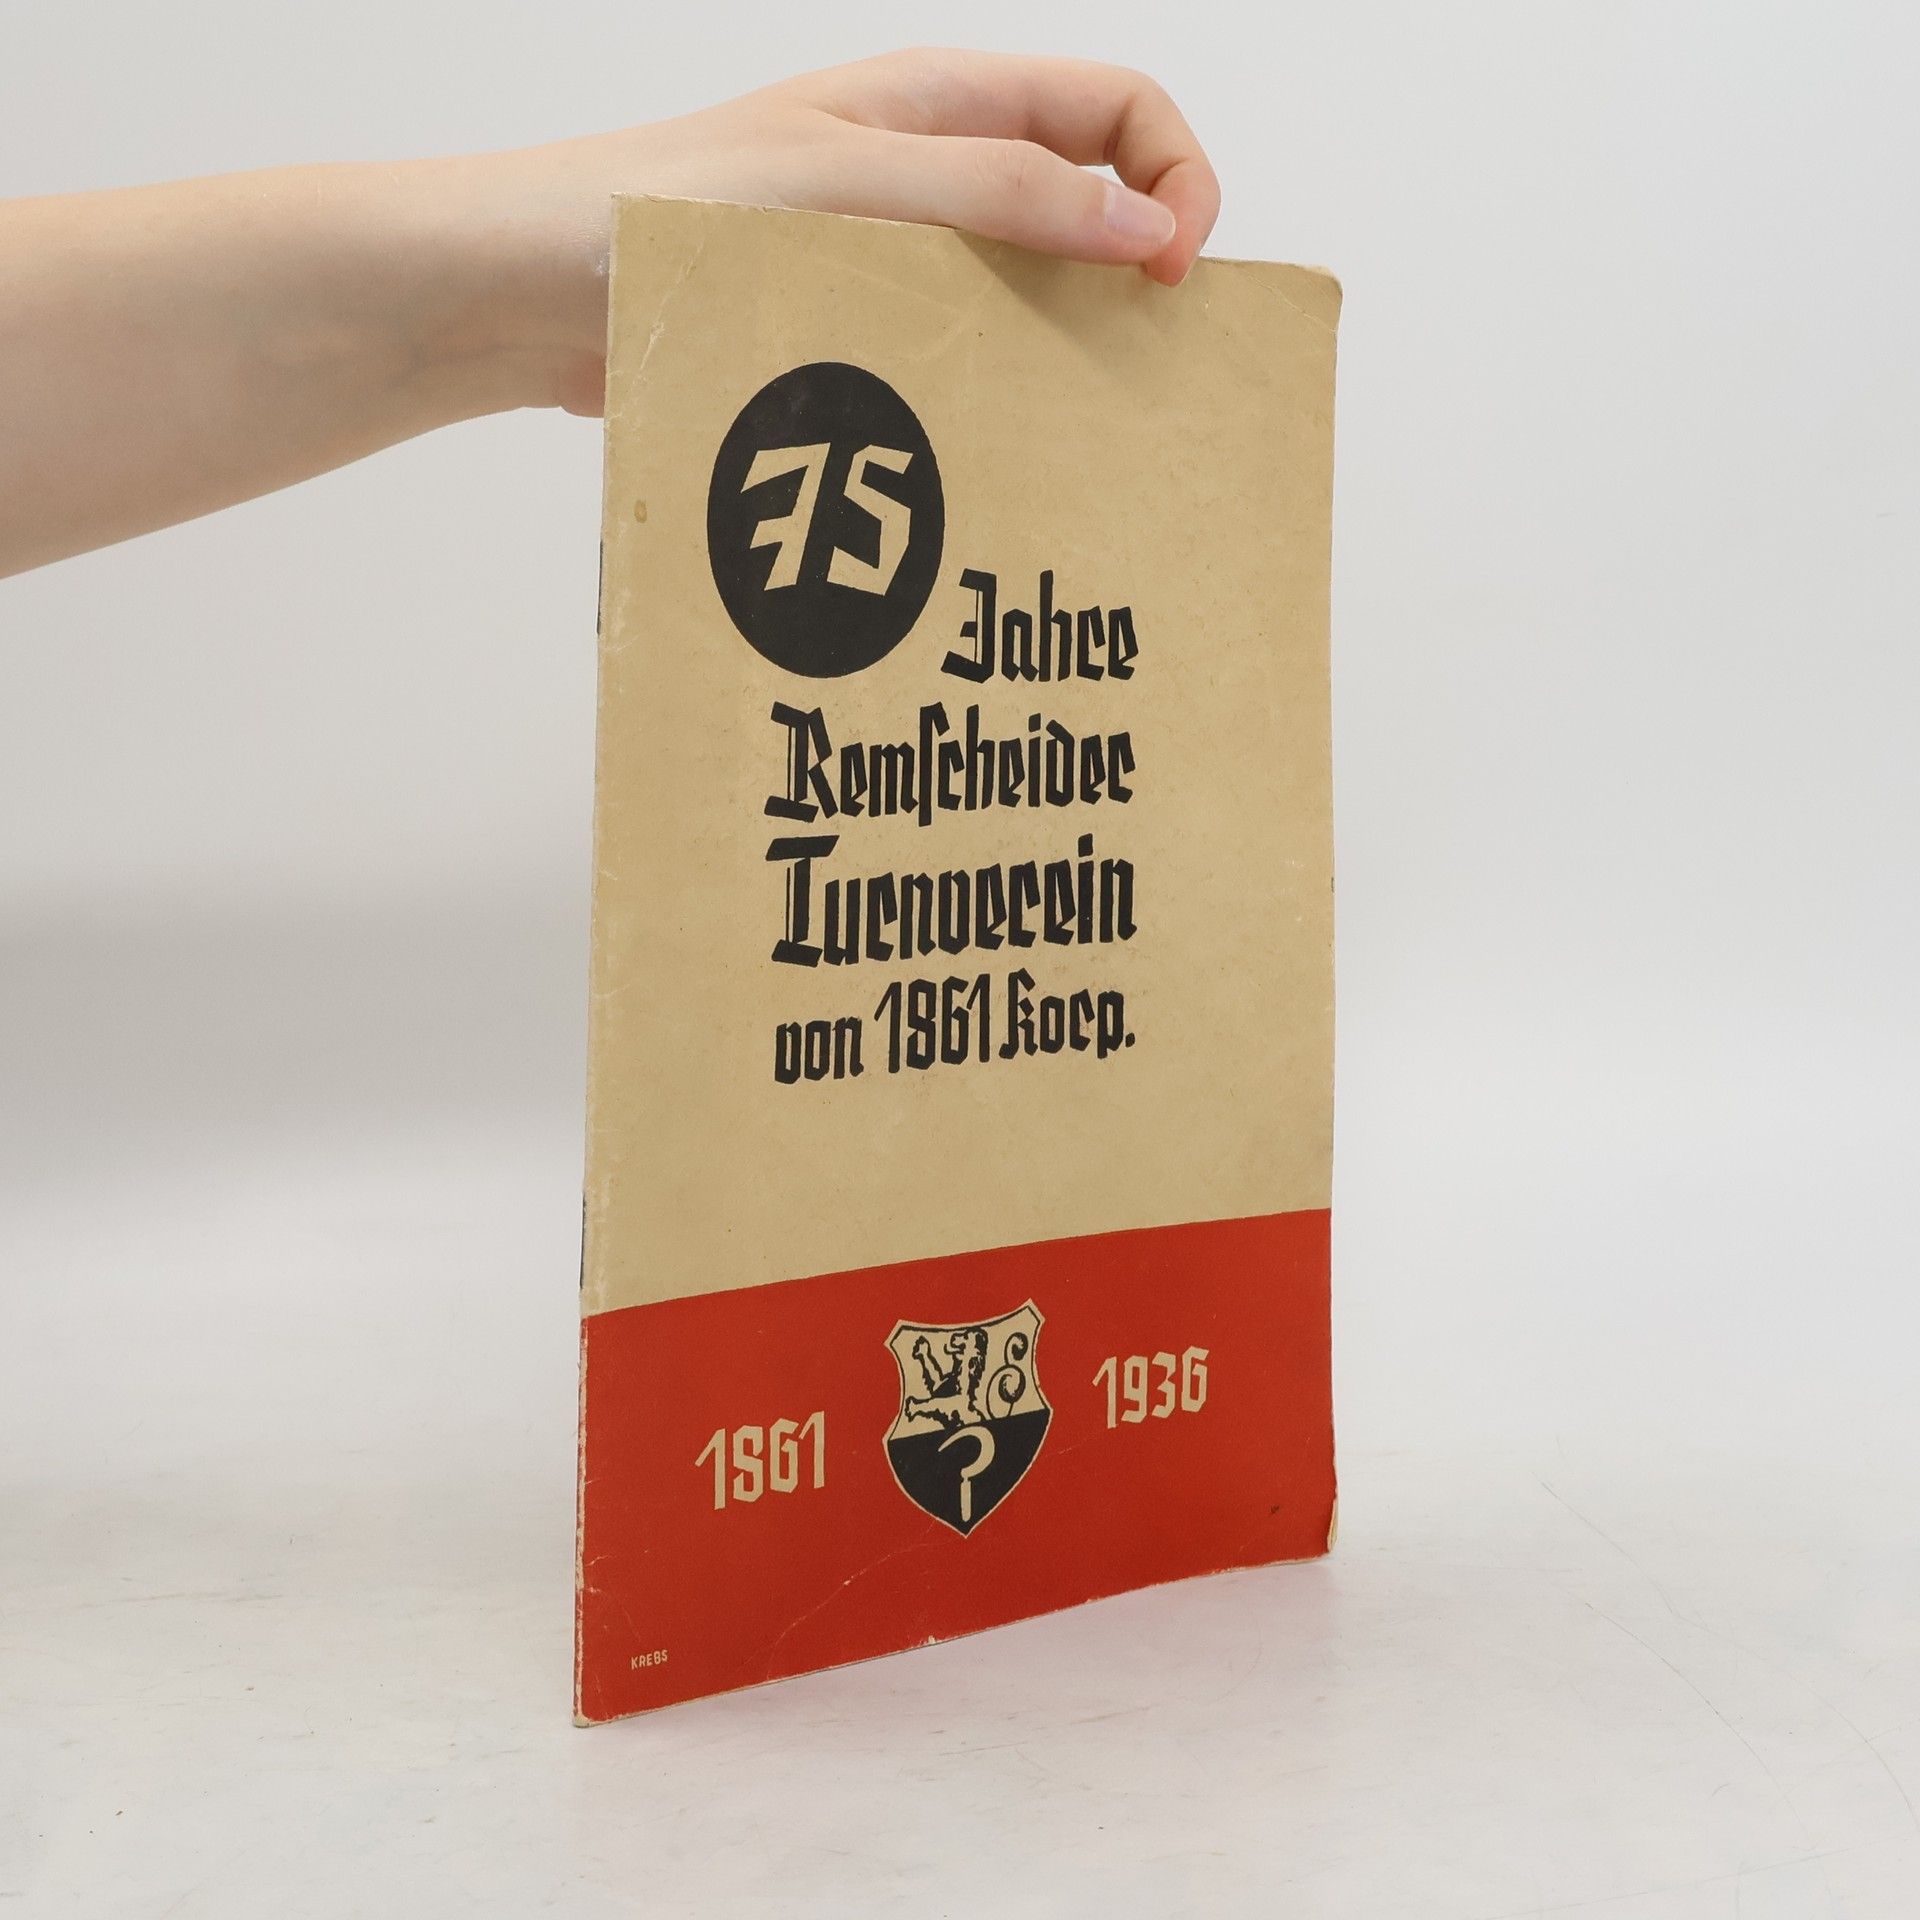 75
Jahre
Remscheider
Turnverein
von 1861 Korp.
1861
1936
KREBS